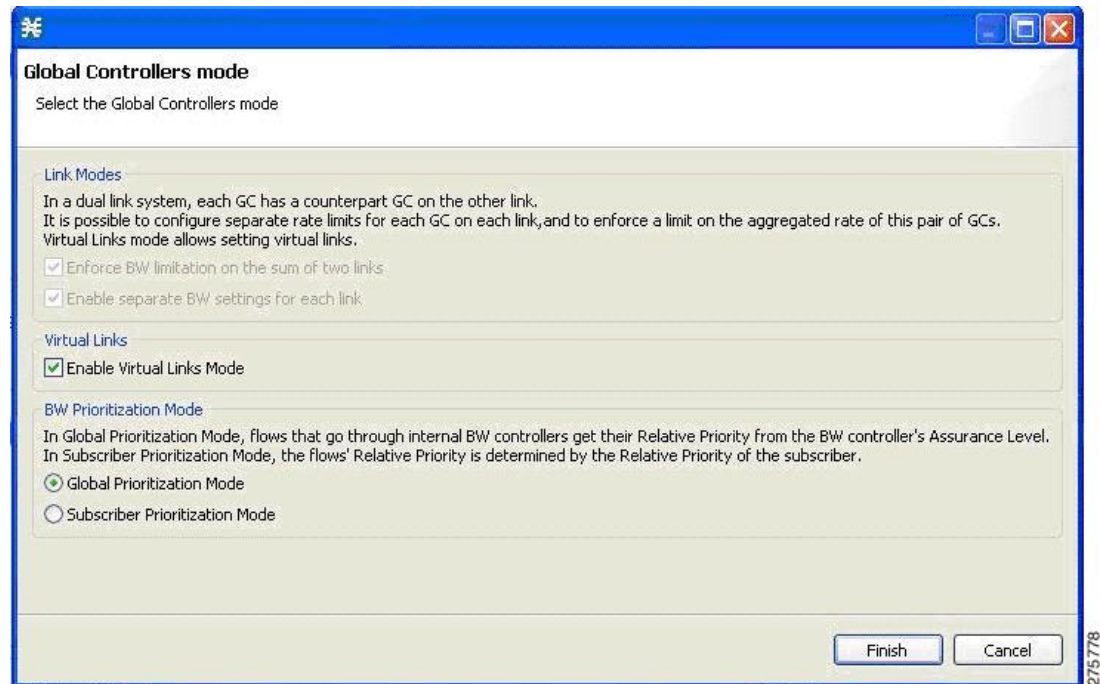 Global Controllers mode
Select the Global Controllers mode
Link Modes
In a dual link system, each GC has a counterpart GC on the other link.
It is possible to configure separate rate limits for each GC on each link,and to enforce a limit on the aggregated rate of this pair of GCs.
Virtual Links mode allows setting virtual links.
Enforce BW limitation on the sum of two links
Enable separate BW settings for each link
Virtual Links
Enable Virtual Links Mode
BW Prioritization Mode
In Global Prioritization Mode, flows that go through internal BW controllers get their Relative Priority from the BW controller's Assurance Level.
In Subscriber Prioritization Mode, the flows' Relative Priority is determined by the Relative Priority of the subscriber.
Global Prioritization Mode
Subscriber Prioritization Mode
Finish
Cancel
275778